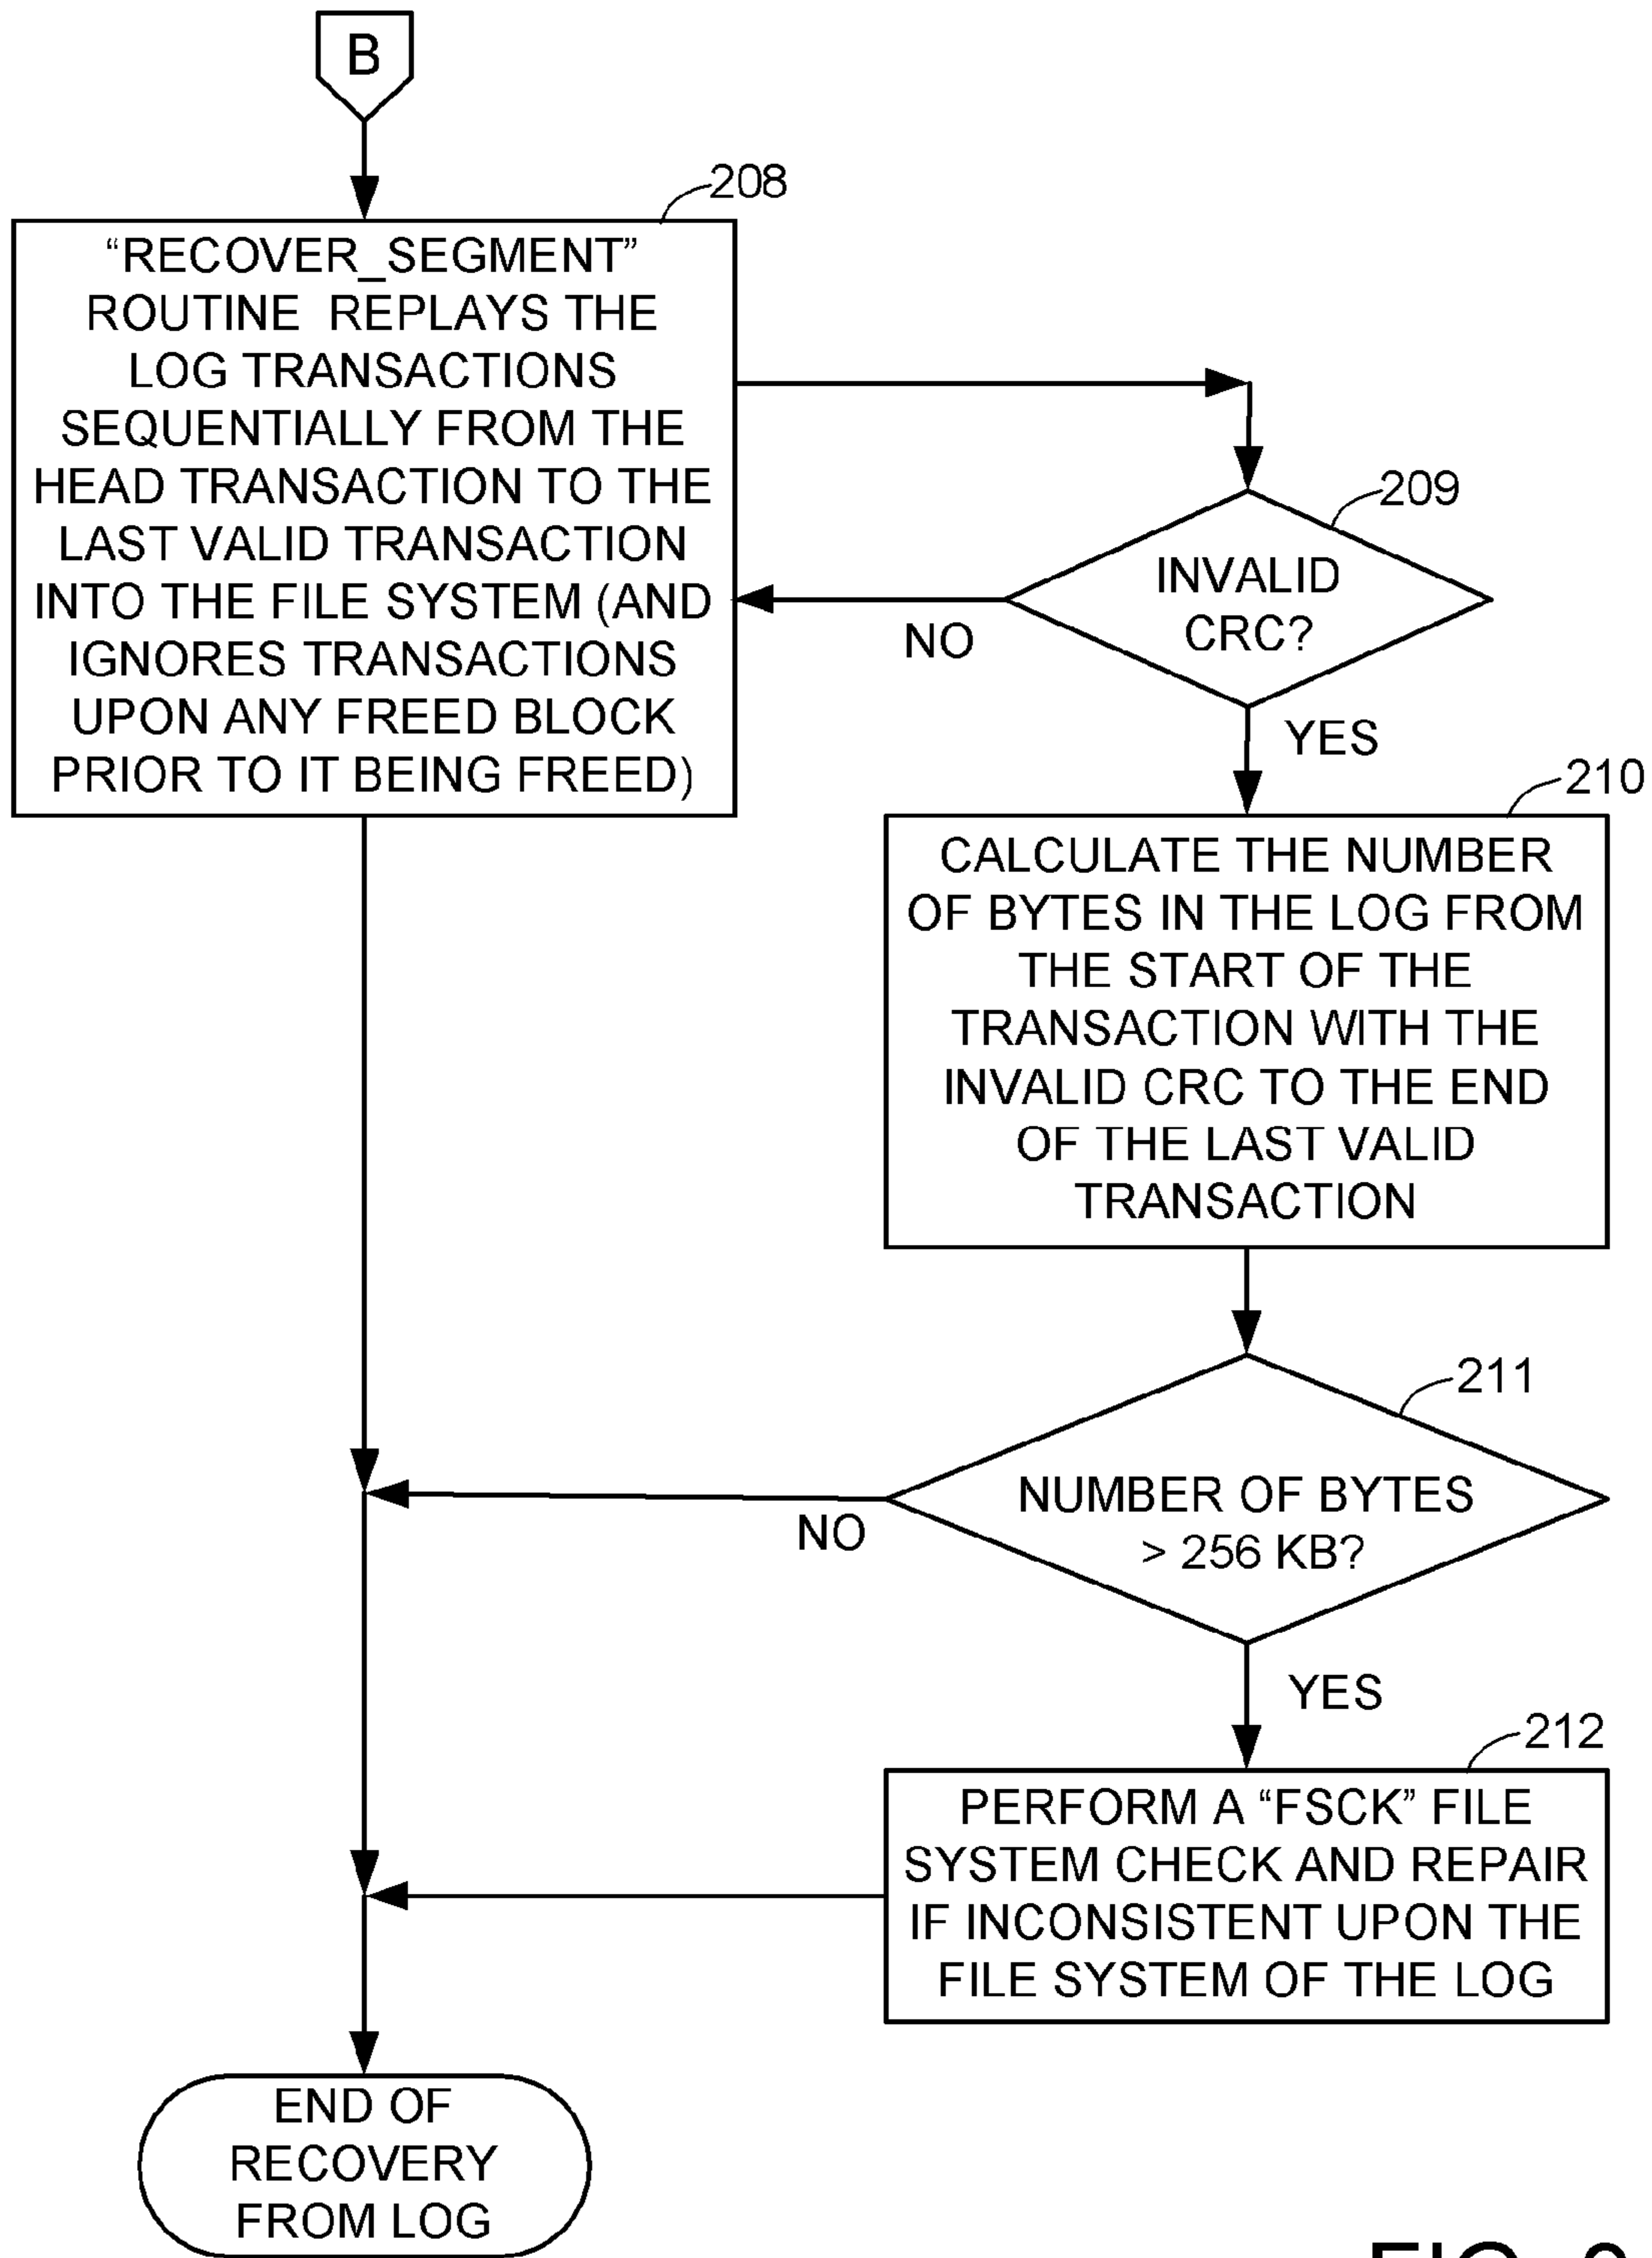 B
208
“RECOVER_SEGMENT”
ROUTINE REPLAYS THE
LOG TRANSACTIONS
SEQUENTIALLY FROM THE
HEAD TRANSACTION TO THE
LAST VALID TRANSACTION
INTO THE FILE SYSTEM (AND
IGNORES TRANSACTIONS
UPON ANY FREED BLOCK
PRIOR TO IT BEING FREED)
209
INVALID
CRC?
NO
YES
210
CALCULATE THE NUMBER
OF BYTES IN THE LOG FROM
THE START OF THE
TRANSACTION WITH THE
INVALID CRC TO THE END
OF THE LAST VALID
TRANSACTION
211
NUMBER OF BYTES
> 256 KB?
NO
YES
212
PERFORM A “FSCK” FILE
SYSTEM CHECK AND REPAIR
IF INCONSISTENT UPON THE
FILE SYSTEM OF THE LOG
END OF
RECOVERY
FROM LOG